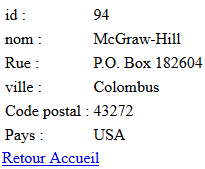 id : 94
nom : McGraw-Hill
Rue : P.O. Box 182604
ville : Colombus
Code postal : 43272
Pays : USA
Retour Accueil